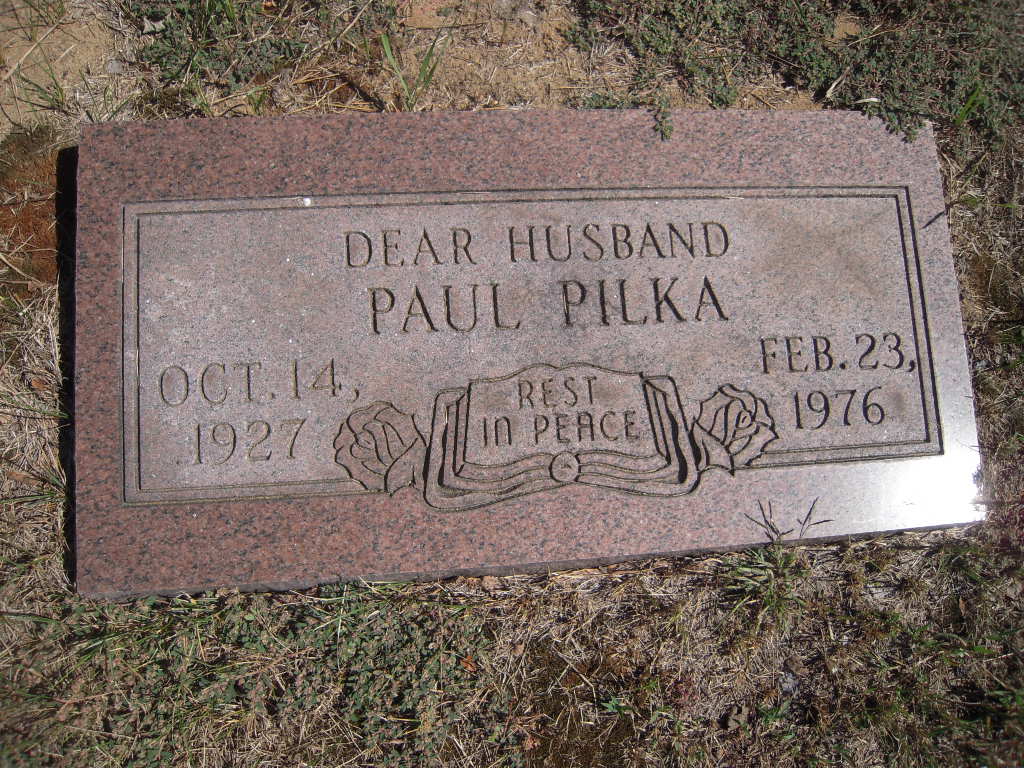 DEAR HUSBAND
PAUL PILKA
OCT. 14,
1927
FEB. 23,
1976
REST
IN PEACE